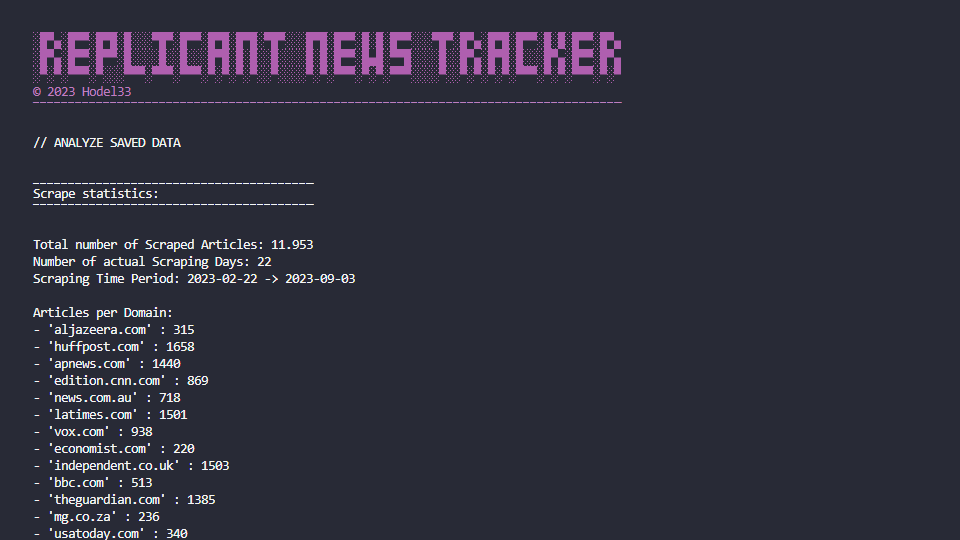 REPLICANT NEWS TRACKER
© 2023 Hodel33
// ANALYZE SAVED DATA
Scrape statistics:
Total number of Scraped Articles: 11.953
Number of actual Scraping Days: 22
Scraping Time Period: 2023-02-22 -> 2023-09-03
Articles per Domain:
- 'aljazeera.com' : 315
- 'huffpost.com' : 1658
- 'apnews.com' : 1440
- 'edition.cnn.com' : 869
- 'news.com.au' : 718
- 'latimes.com' : 1501
- 'vox.com' : 938
- 'economist.com' : 220
- 'independent.co.uk' : 1503
- 'bbc.com' : 513
- 'theguardian.com' : 1385
- 'mg.co.za' : 236
- 'usatoday.com' : 340